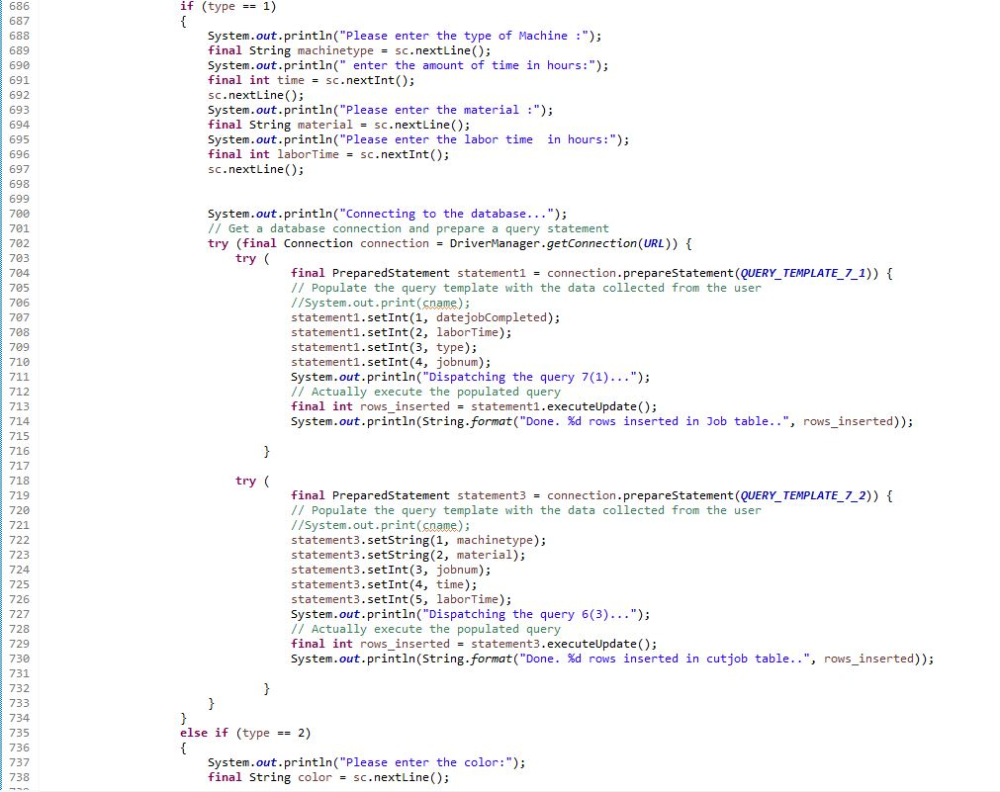 686 if (type == 1)
687 {
688 System.out.println("Please enter the type of Machine :");
689 final String machinetype = sc.nextLine();
690 System.out.println(" enter the amount of time in hours:");
691 final int time = sc.nextInt();
692 sc.nextLine();
693 System.out.println("Please enter the material :");
694 final String material = sc.nextLine();
695 System.out.println("Please enter the labor time  in hours:");
696 final int laborTime = sc.nextInt();
697 sc.nextLine();
698
699
700 System.out.println("Connecting to the database...");
701 // Get a database connection and prepare a query statement
702 try (final Connection connection = DriverManager.getConnection(URL)) {
703 try (
704 final PreparedStatement statement1 = connection.prepareStatement(QUERY_TEMPLATE_7_1)) {
705 // Populate the query template with the data collected from the user
706 //System.out.print(cname);
707 statement1.setInt(1, datejobCompleted);
708 statement1.setInt(2, laborTime);
709 statement1.setInt(3, type);
710 statement1.setInt(4, jobnum);
711 System.out.println("Dispatching the query 7(1)...");
712 // Actually execute the populated query
713 final int rows_inserted = statement1.executeUpdate();
714 System.out.println(String.format("Done. %d rows inserted in Job table..", rows_inserted));
715
716 }
717
718 try (
719 final PreparedStatement statement3 = connection.prepareStatement(QUERY_TEMPLATE_7_2)) {
720 // Populate the query template with the data collected from the user
721 //System.out.print(cname);
722 statement3.setString(1, machinetype);
723 statement3.setString(2, material);
724 statement3.setInt(3, jobnum);
725 statement3.setInt(4, time);
726 statement3.setInt(5, laborTime);
727 System.out.println("Dispatching the query 6(3)...");
728 // Actually execute the populated query
729 final int rows_inserted = statement3.executeUpdate();
730 System.out.println(String.format("Done. %d rows inserted in cutjob table..", rows_inserted));
731
732 }
733 }
734 }
735 else if (type == 2)
736 {
737 System.out.println("Please enter the color:");
738 final String color = sc.nextLine();